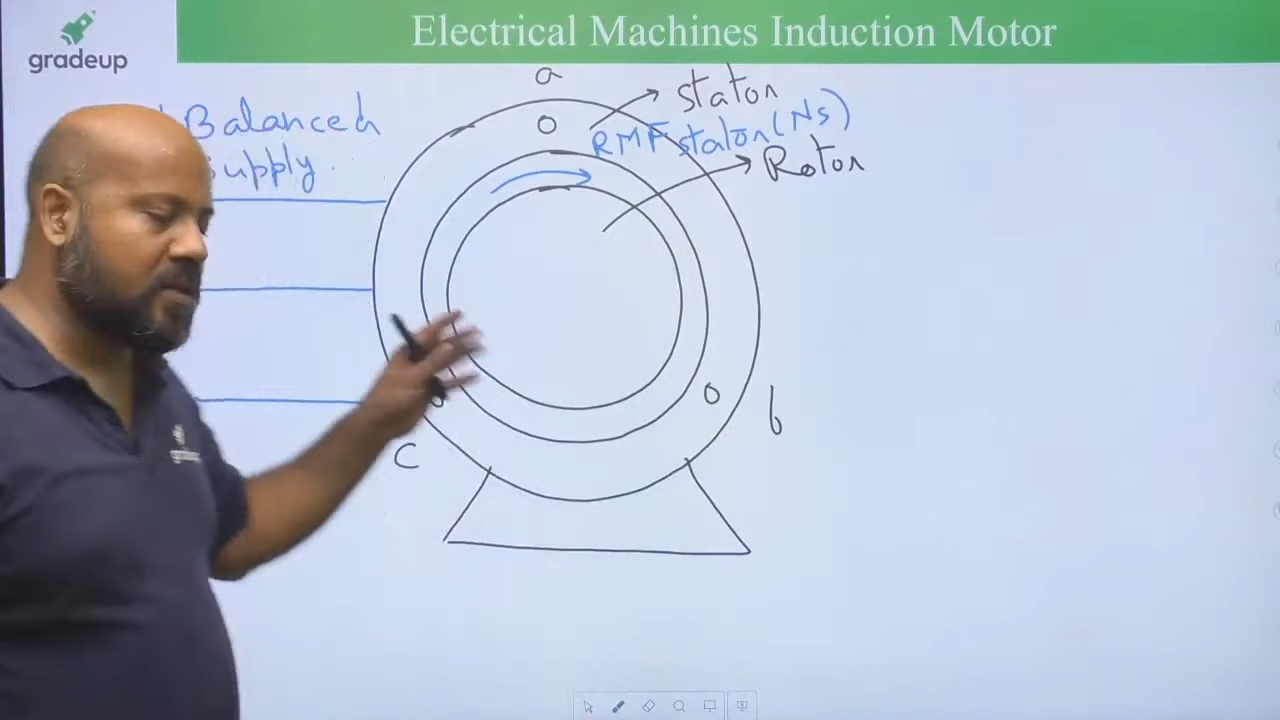 Electrical Machines Induction Motor
gradeup
a
stator
Balanced
RMF stator (Ns)
supply.
Rotor
b
c